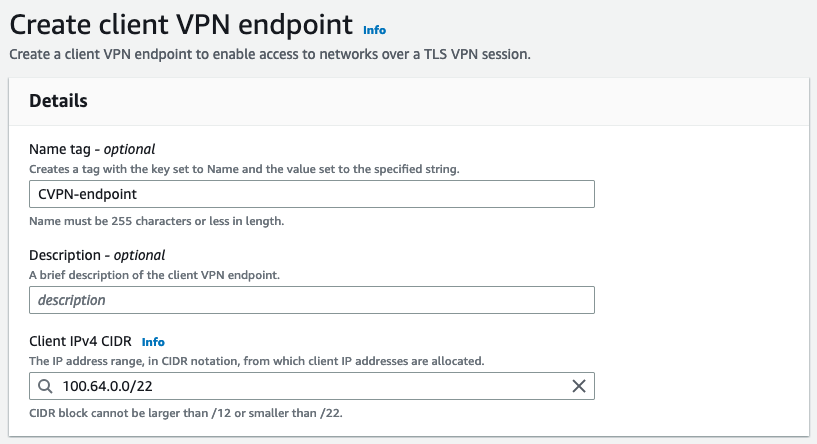 Create client VPN endpoint Info
Create a client VPN endpoint to enable access to networks over a TLS VPN session.
Details
Name tag - optional
Creates a tag with the key set to Name and the value set to the specified string.
CVPN-endpoint
Name must be 255 characters or less in length.
Description - optional
A brief description of the client VPN endpoint.
description
Client IPv4 CIDR Info
The IP address range, in CIDR notation, from which client IP addresses are allocated.
100.64.0.0/22
CIDR block cannot be larger than /12 or smaller than /22.